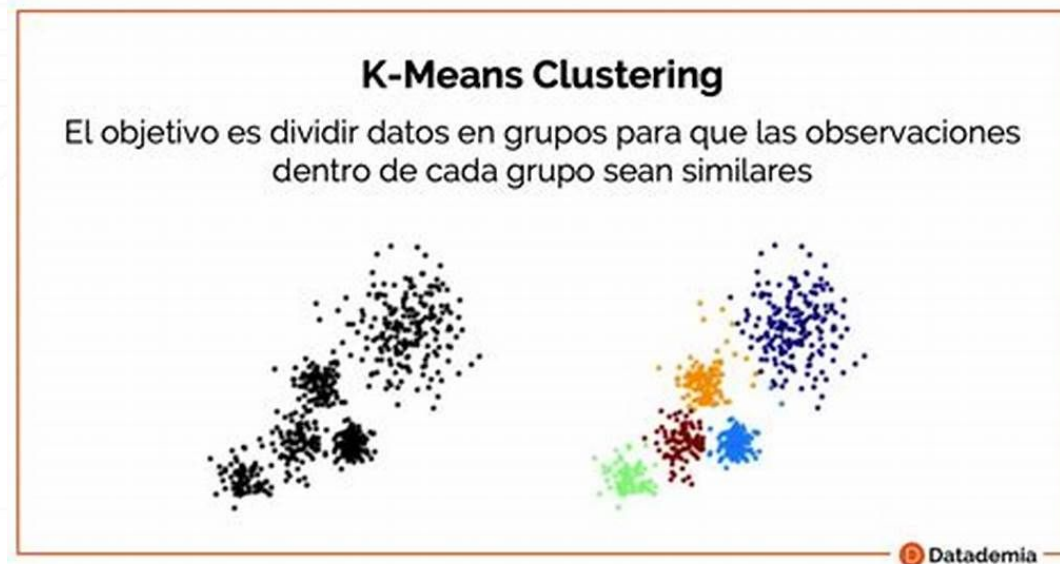 K-Means Clustering
El objetivo es dividir datos en grupos para que las observaciones
dentro de cada grupo sean similares
Datademia